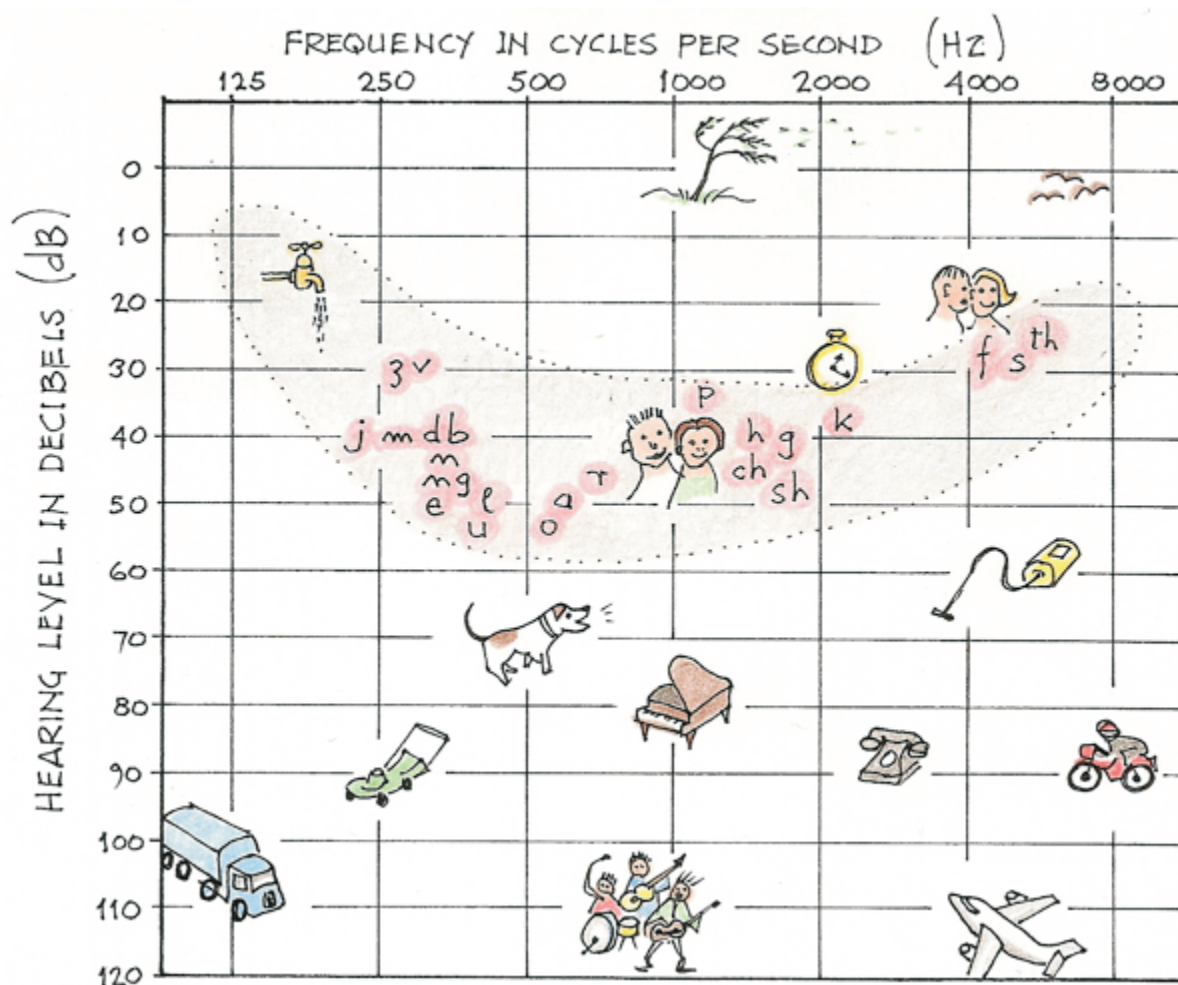 FREQUENCY IN CYCLES PER SECOND (HZ)
125 250 500 1000 2000 4000 8000
HEARING LEVEL IN DECIBELS (dB)
0
10
20
30
40
50
60
70
80
90
100
110
120
z v
j m d b
n
ng
e l
u
o a r
p
h g
ch
sh
k
f s th